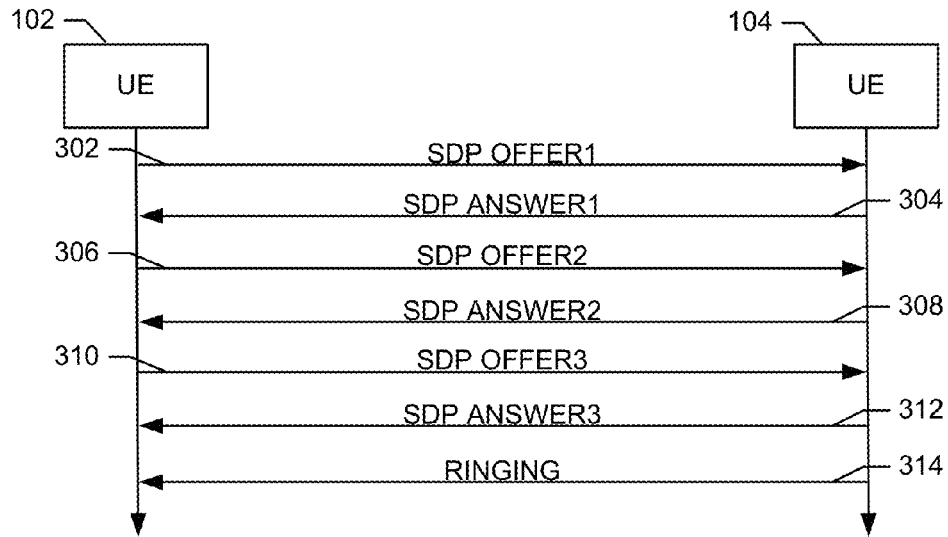 102
104
UE
UE
302
SDP OFFER1
SDP ANSWER1
304
306
SDP OFFER2
SDP ANSWER2
308
310
SDP OFFER3
SDP ANSWER3
312
RINGING
314